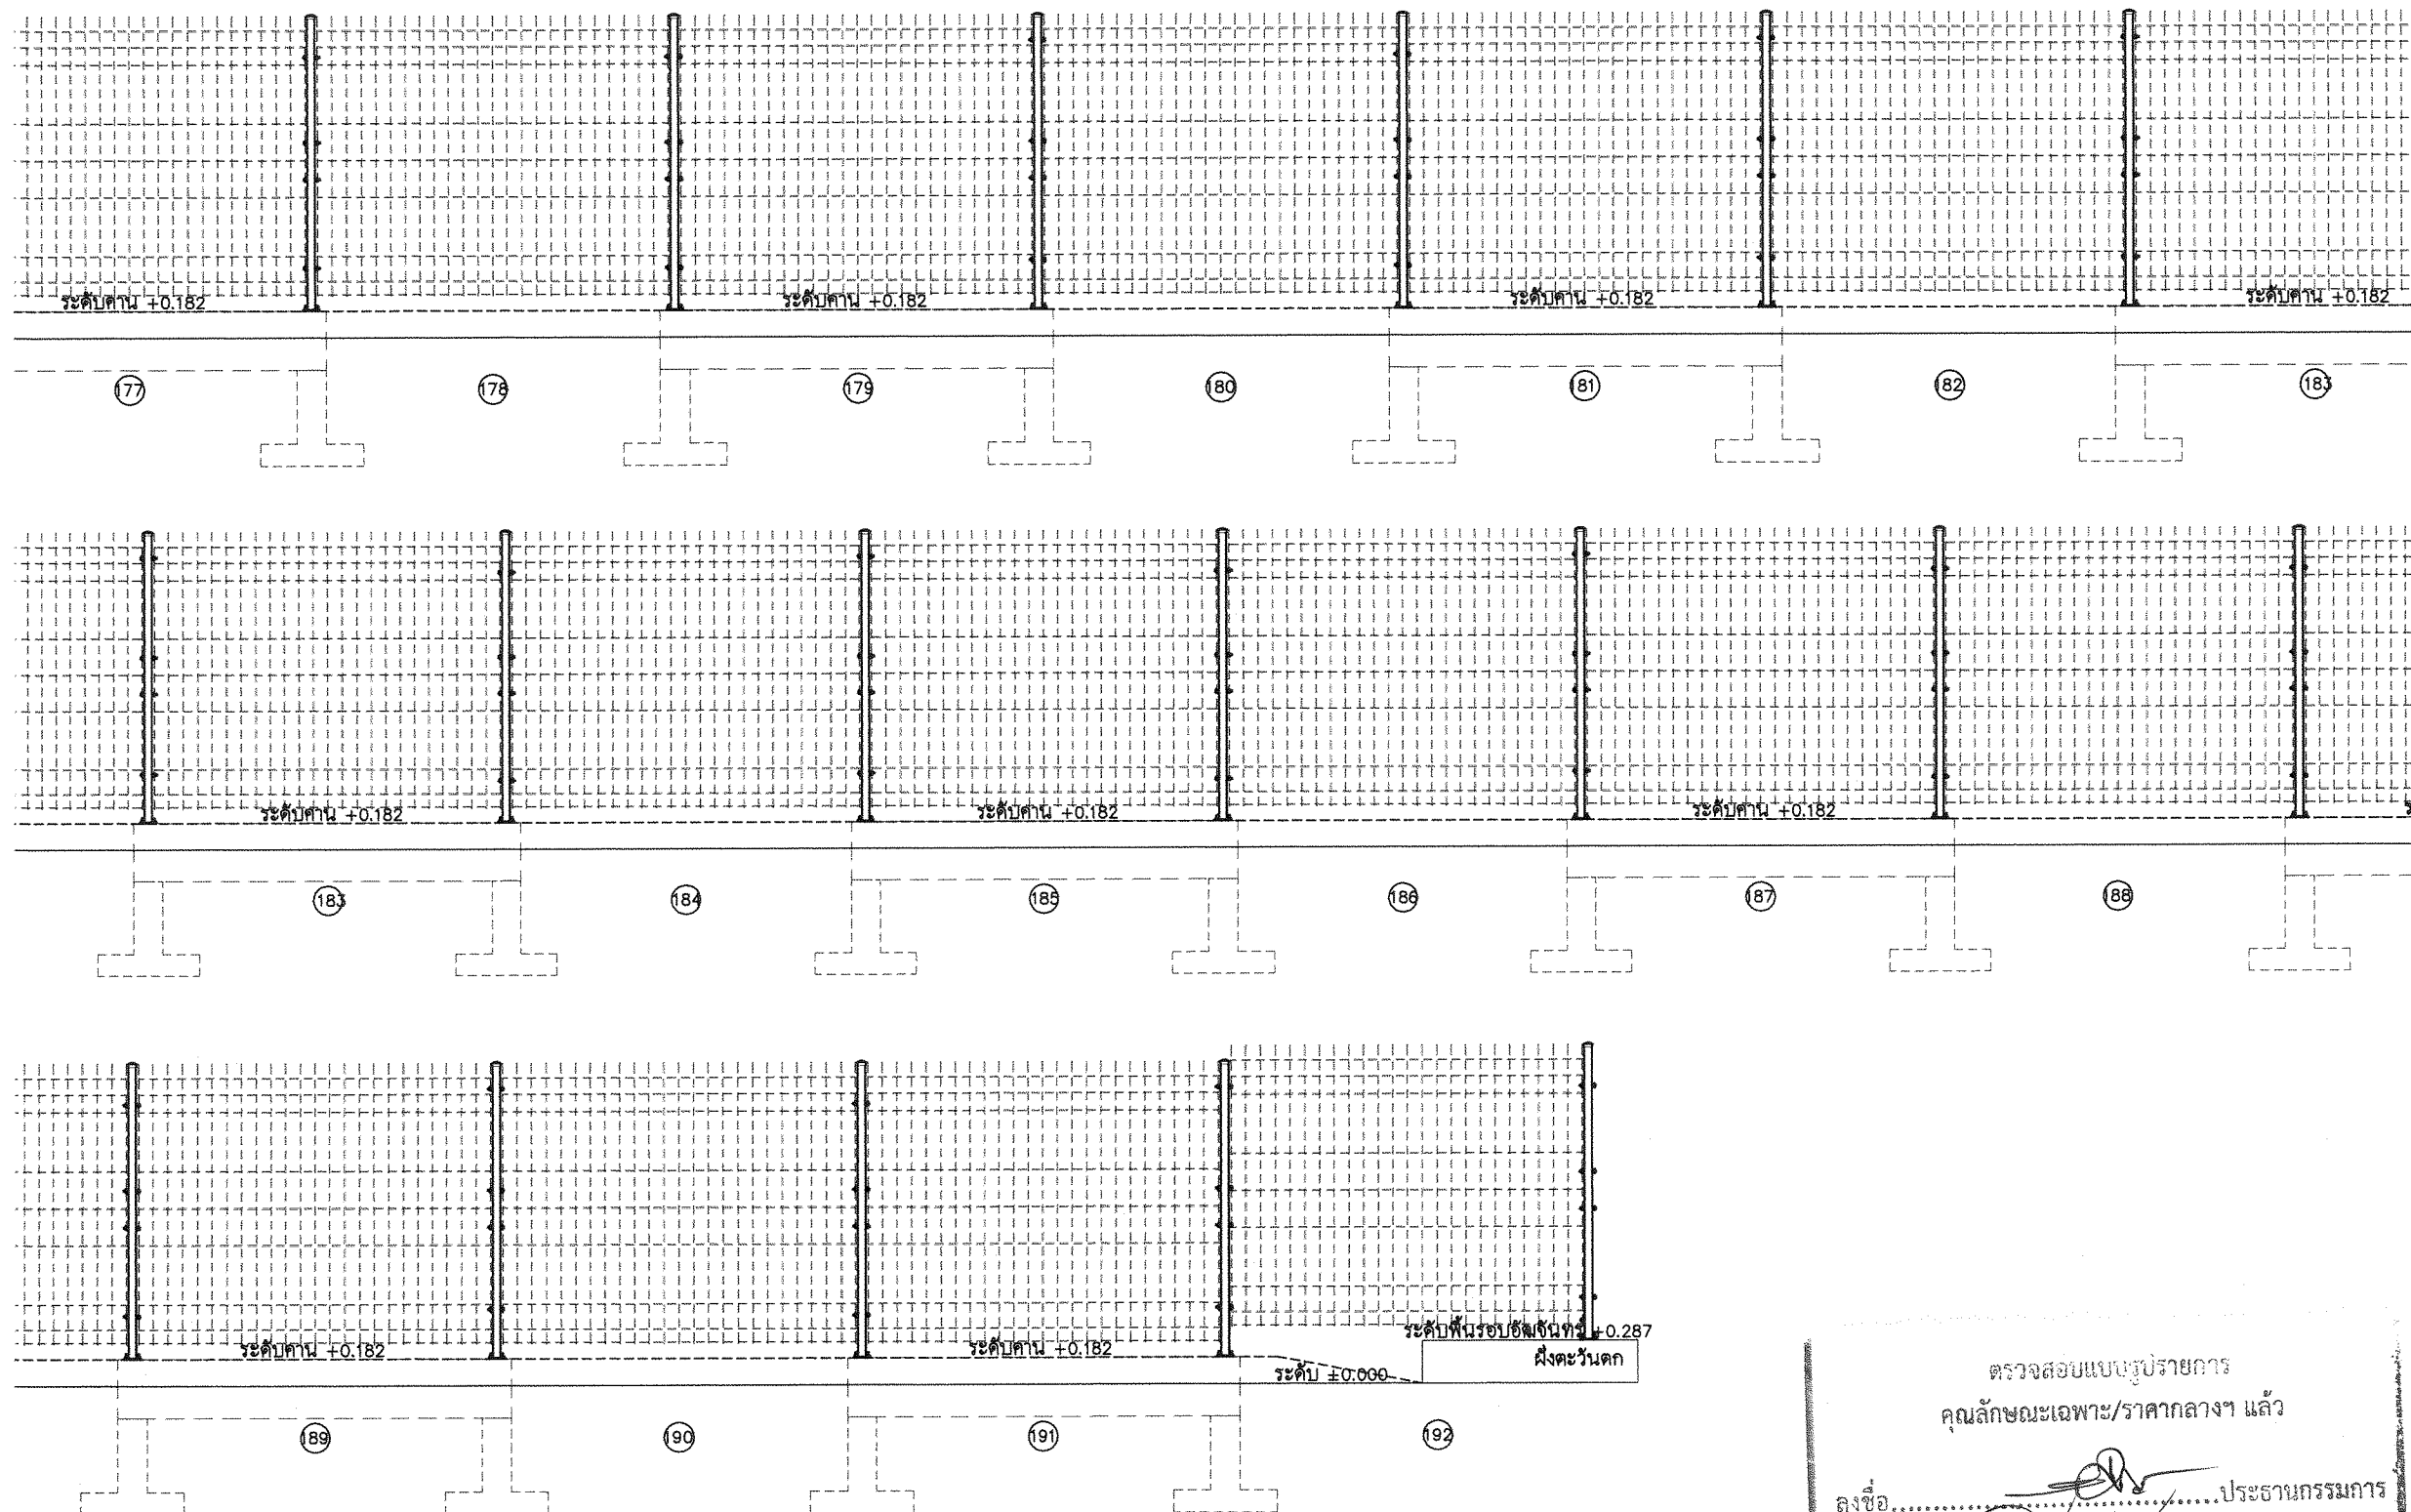 ระดับคาน +0.182 ระดับคาน +0.182 ระดับคาน +0.182 ระดับคาน +0.182
177 178 179 180 181 182 183
ระดับคาน +0.182 ระดับคาน +0.182 ระดับคาน +0.182
183 184 185 186 187 188
ระดับพื้นรอบอัฒจันทร์ +0.287
ระดับคาน +0.182 ระดับคาน +0.182 ฝั่งตะวันตก
ระดับ ±0.000
189 190 191 192
ตรวจสอบแบบรูปรายการ
คุณลักษณะเฉพาะ/ราคากลางฯ แล้ว
ลงชื่อ..............................ประธานกรรมการ